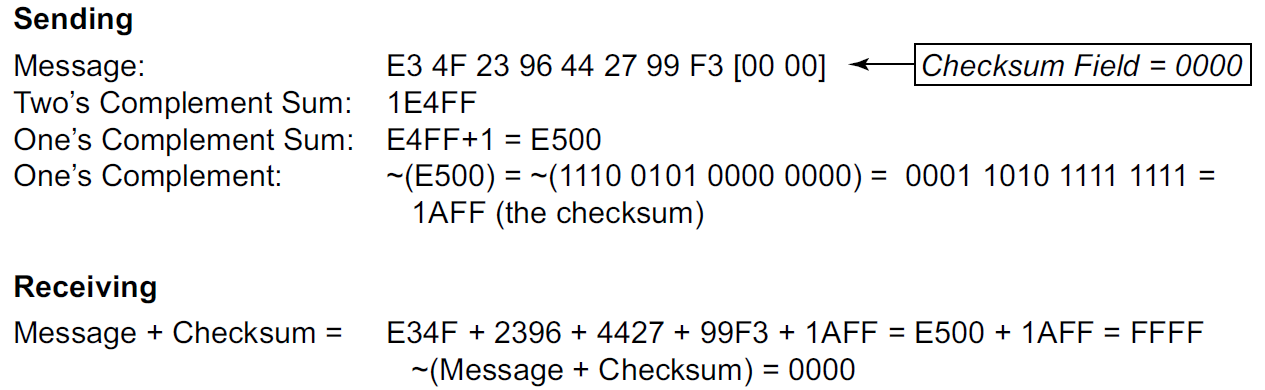 Sending
Message: E3 4F 23 96 44 27 99 F3 [00 00] Checksum Field = 0000
Two’s Complement Sum: 1E4FF
One’s Complement Sum: E4FF+1 = E500
One’s Complement: ~(E500) = ~(1110 0101 0000 0000) = 0001 1010 1111 1111 =
1AFF (the checksum)
Receiving
Message + Checksum = E34F + 2396 + 4427 + 99F3 + 1AFF = E500 + 1AFF = FFFF
~(Message + Checksum) = 0000